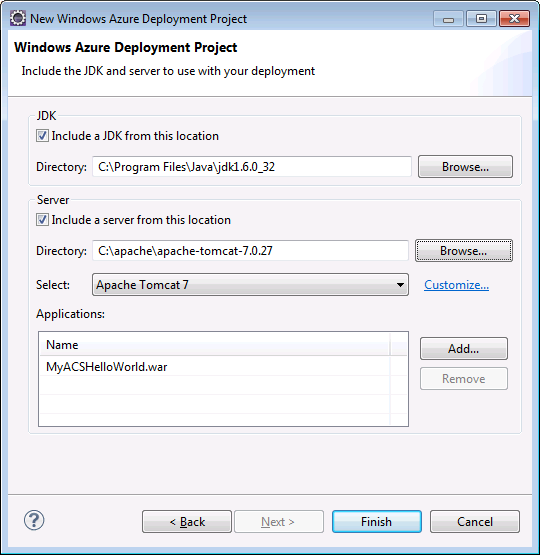 New Windows Azure Deployment Project
Windows Azure Deployment Project
Include the JDK and server to use with your deployment
JDK
Include a JDK from this location
Directory: C:\Program Files\Java\jdk1.6.0_32 Browse...
Server
Include a server from this location
Directory: C:\apache\apache-tomcat-7.0.27 Browse...
Select: Apache Tomcat 7 Customize...
Applications:
Name
Add...
MyACSHelloWorld.war
Remove
? < Back Next > Finish Cancel